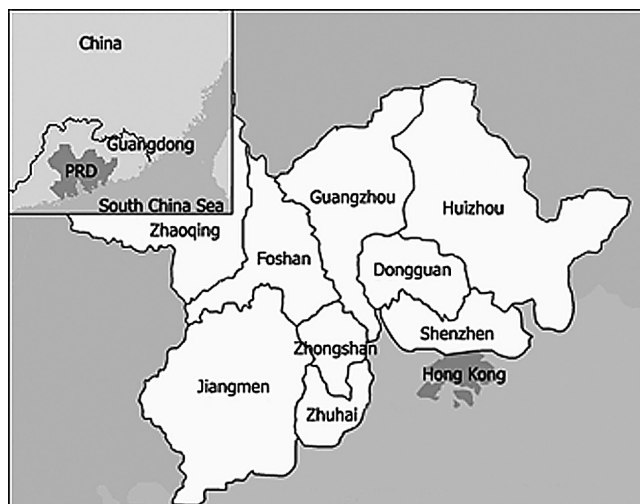 China
Guangdong
PRD
South China Sea
Zhaoqing
Guangzhou
Huizhou
Foshan
Dongguan
Shenzhen
Zhongshan
Hong Kong
Jiangmen
Zhuhai